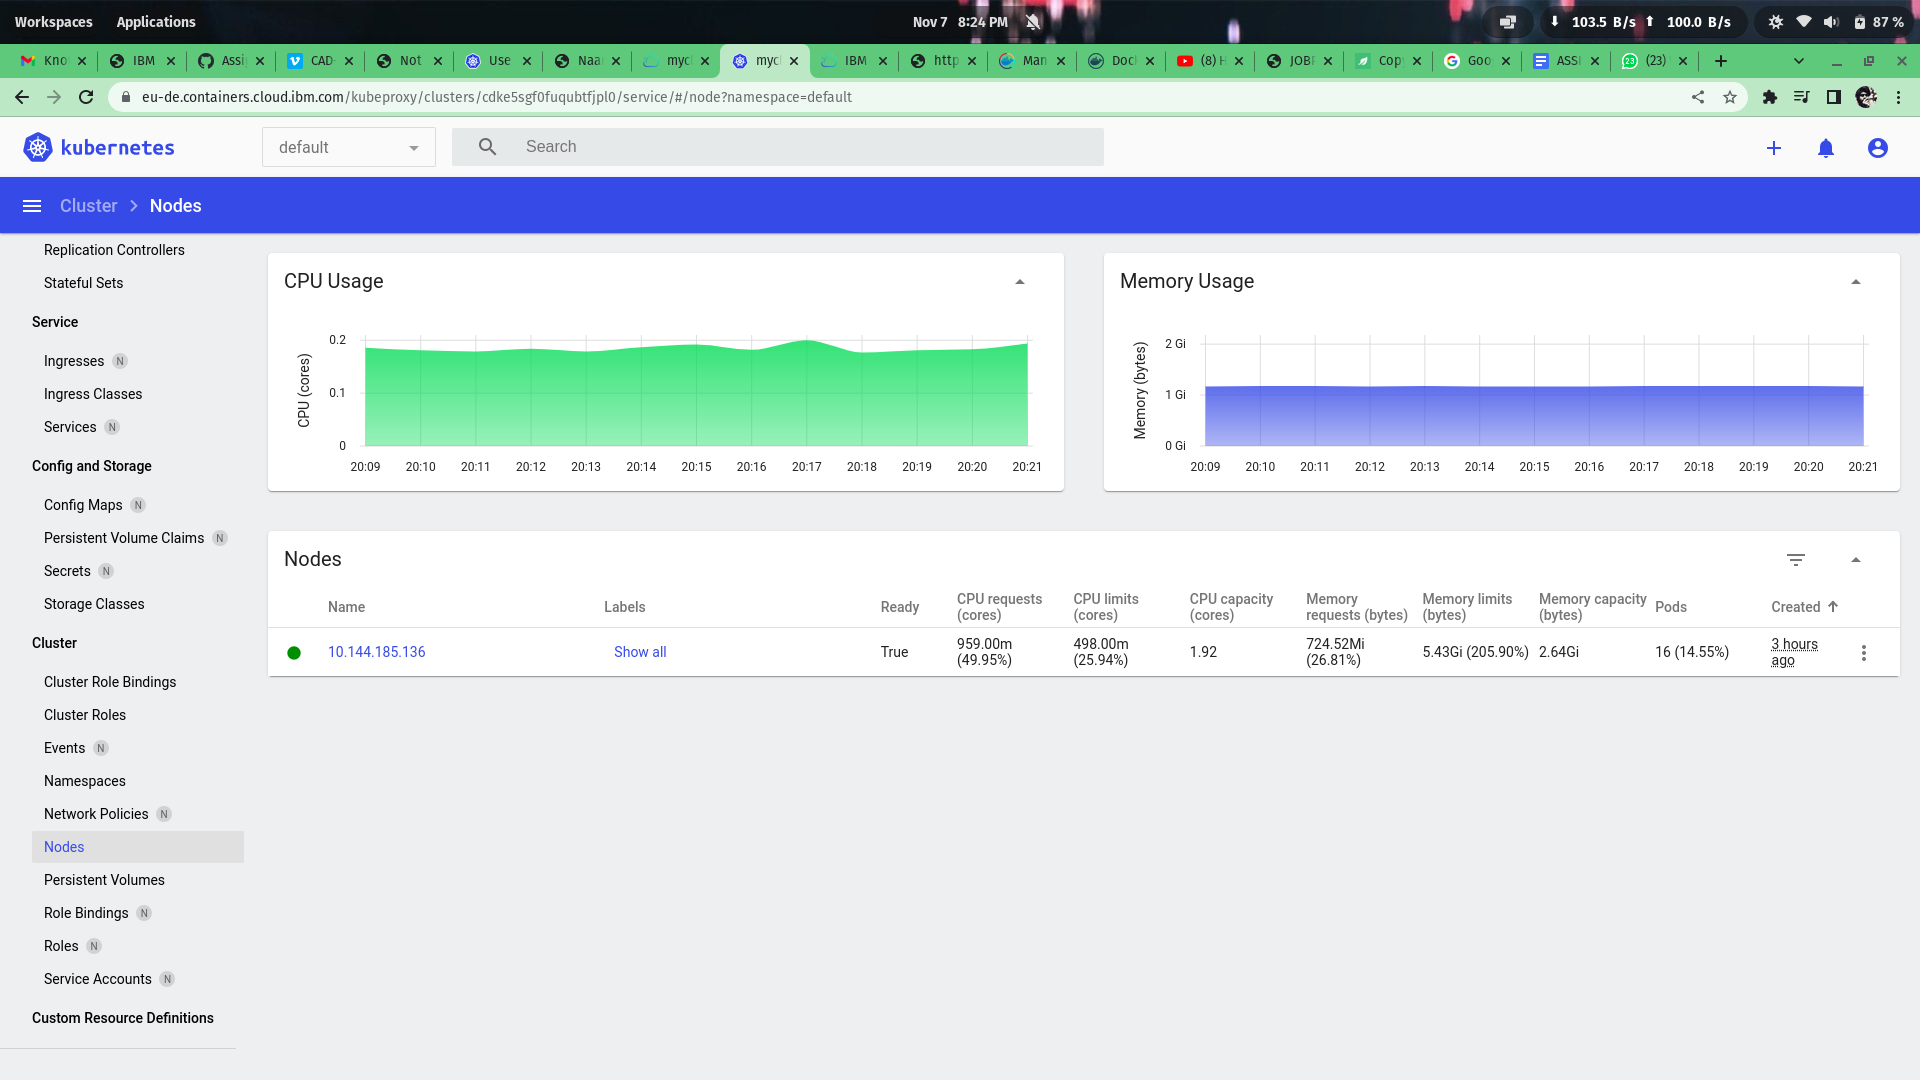 Workspaces Applications Nov 7 8:24 PM 103.5 B/s 100.0 B/s 87 %
Kno IBM Assi CAD- Not Use Naa myc myc IBM http Man Doc (8) H JOB Cop Goo ASS (23)
eu-de.containers.cloud.ibm.com/kubeproxy/clusters/cdke5sgf0fuqubtfjpl0/service/#/node?namespace=default
kubernetes default Search
Cluster Nodes
Replication Controllers
Stateful Sets
Service
Ingresses N
Ingress Classes
Services N
Config and Storage
Config Maps N
Persistent Volume Claims N
Secrets N
Storage Classes
Cluster
Cluster Role Bindings
Cluster Roles
Events N
Namespaces
Network Policies N
Nodes
Persistent Volumes
Role Bindings N
Roles N
Service Accounts N
Custom Resource Definitions
CPU Usage
CPU (cores)
0.2
0.1
0
20:09 20:10 20:11 20:12 20:13 20:14 20:15 20:16 20:17 20:18 20:19 20:20 20:21
Memory Usage
Memory (bytes)
2 Gi
1 Gi
0 Gi
20:09 20:10 20:11 20:12 20:13 20:14 20:15 20:16 20:17 20:18 20:19 20:20 20:21
Nodes
Name Labels Ready CPU requests (cores) CPU limits (cores) CPU capacity (cores) Memory requests (bytes) Memory limits (bytes) Memory capacity (bytes) Pods Created
10.144.185.136 Show all True 959.00m (49.95%) 498.00m (25.94%) 1.92 724.52Mi (26.81%) 5.43Gi (205.90%) 2.64Gi 16 (14.55%) 3 hours ago